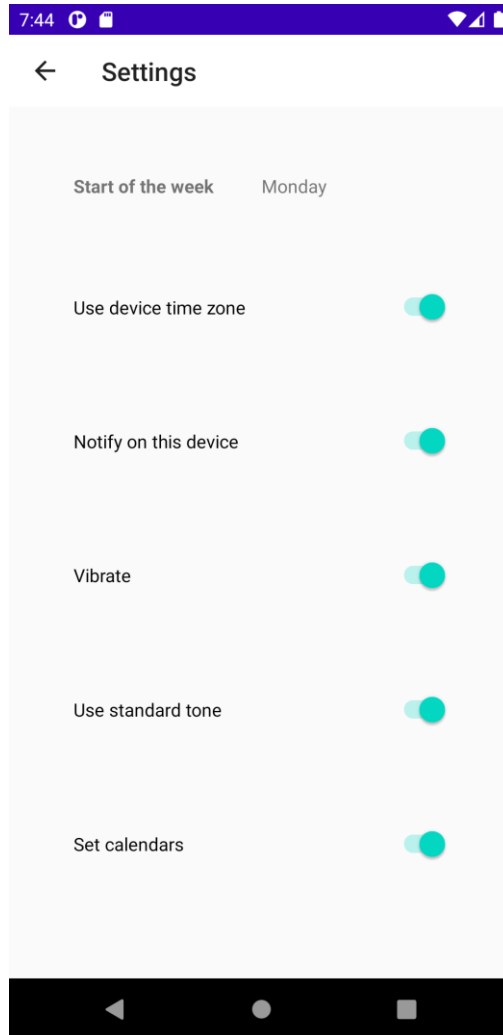 7:44
Settings
Start of the week Monday
Use device time zone
Notify on this device
Vibrate
Use standard tone
Set calendars